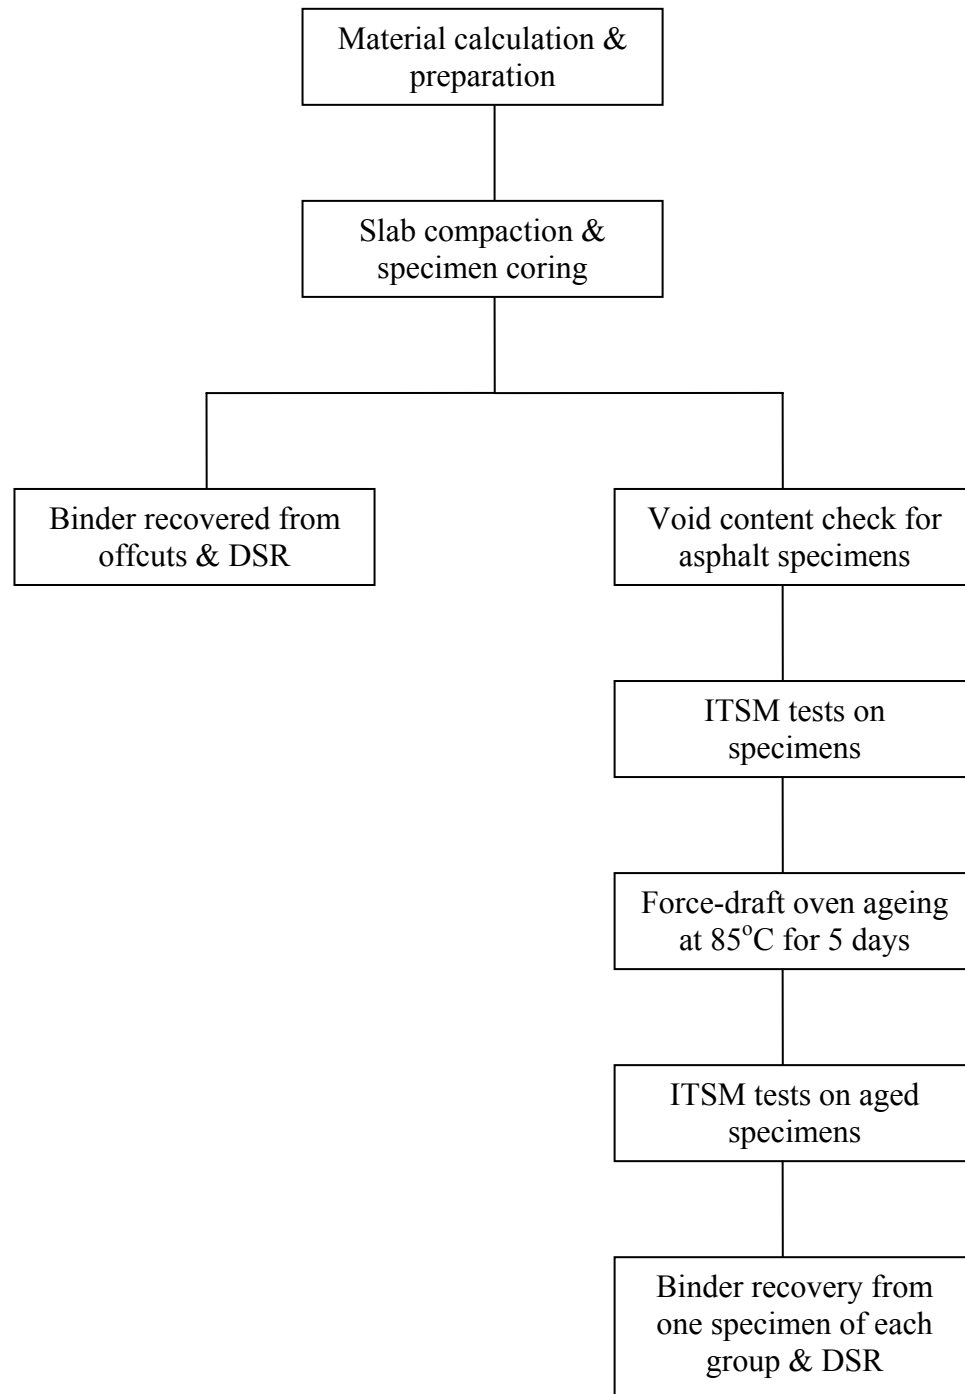 Material calculation &
preparation
Slab compaction &
specimen coring
Binder recovered from
offcuts & DSR
Void content check for
asphalt specimens
ITSM tests on
specimens
Force-draft oven ageing
at 85°C for 5 days
ITSM tests on aged
specimens
Binder recovery from
one specimen of each
group & DSR